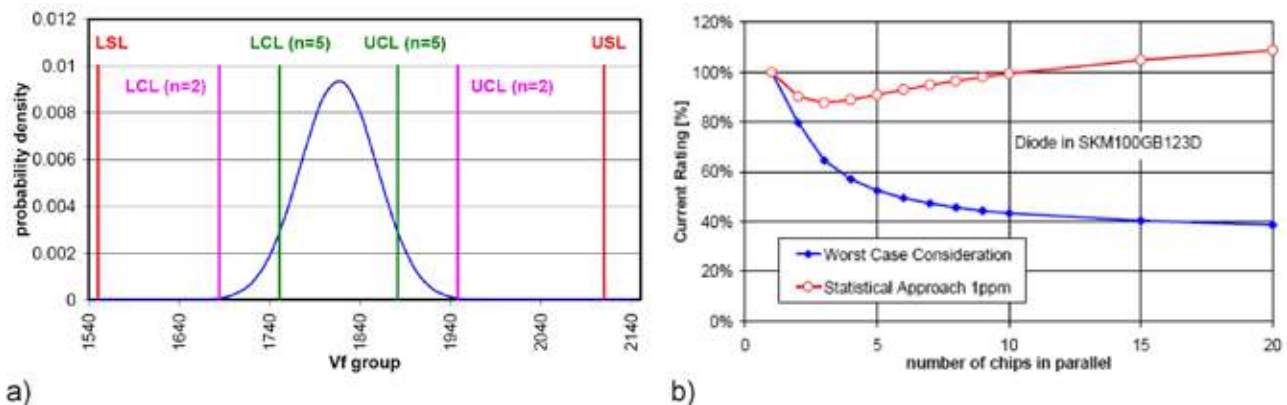 0.012
0.01
0.008
0.006
0.004
0.002
0
probability density
LSL
LCL (n=5)
UCL (n=5)
USL
LCL (n=2)
UCL (n=2)
1540
1640
1740
1840
1940
2040
2140
Vf group
a)
120%
100%
80%
60%
40%
20%
0%
Current Rating [%]
Diode in SKM100GB123D
Worst Case Consideration
Statistical Approach 1ppm
0
5
10
15
20
number of chips in parallel
b)